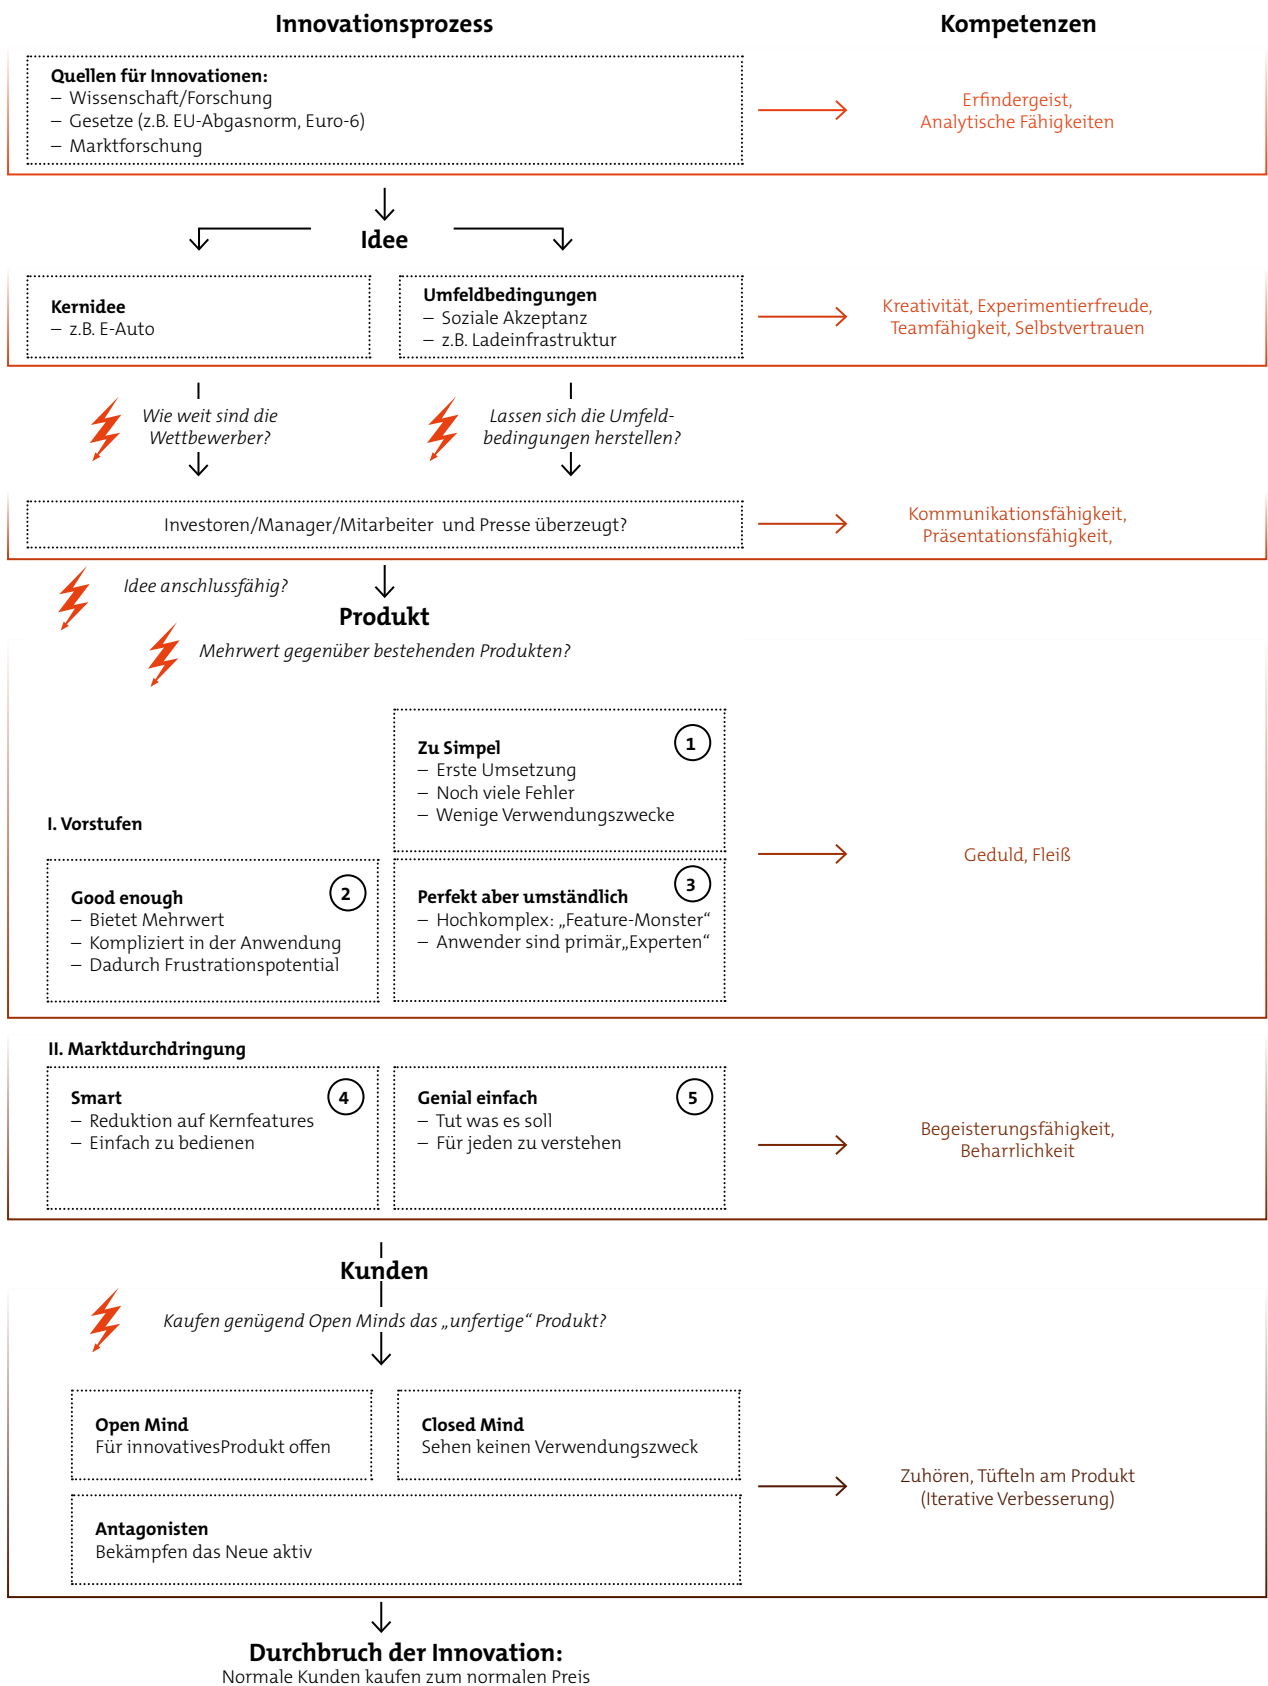 Innovationsprozess
Kompetenzen
Quellen für Innovationen:
– Wissenschaft/Forschung
– Gesetze (z.B. EU-Abgasnorm, Euro-6)
– Marktforschung
Erfindergeist,
Analytische Fähigkeiten
Idee
Kernidee
– z.B. E-Auto
Umfeldbedingungen
– Soziale Akzeptanz
– z.B. Ladeinfrastruktur
Kreativität, Experimentierfreude,
Teamfähigkeit, Selbstvertrauen
Wie weit sind die
Wettbewerber?
Lassen sich die Umfeld-
bedingungen herstellen?
Investoren/Manager/Mitarbeiter und Presse überzeugt?
Kommunikationsfähigkeit,
Präsentationsfähigkeit,
Idee anschlussfähig?
Produkt
Mehrwert gegenüber bestehenden Produkten?
I. Vorstufen
Zu Simpel
1
– Erste Umsetzung
– Noch viele Fehler
– Wenige Verwendungszwecke
Good enough
2
– Bietet Mehrwert
– Kompliziert in der Anwendung
– Dadurch Frustrationspotential
Perfekt aber umständlich
3
– Hochkomplex: „Feature-Monster“
– Anwender sind primär„Experten“
Geduld, Fleiß
II. Marktdurchdringung
Smart
4
– Reduktion auf Kernfeatures
– Einfach zu bedienen
Genial einfach
5
– Tut was es soll
– Für jeden zu verstehen
Begeisterungsfähigkeit,
Beharrlichkeit
Kunden
Kaufen genügend Open Minds das „unfertige“ Produkt?
Open Mind
Für innovativesProdukt offen
Closed Mind
Sehen keinen Verwendungszweck
Antagonisten
Bekämpfen das Neue aktiv
Zuhören, Tüfteln am Produkt
(Iterative Verbesserung)
Durchbruch der Innovation:
Normale Kunden kaufen zum normalen Preis